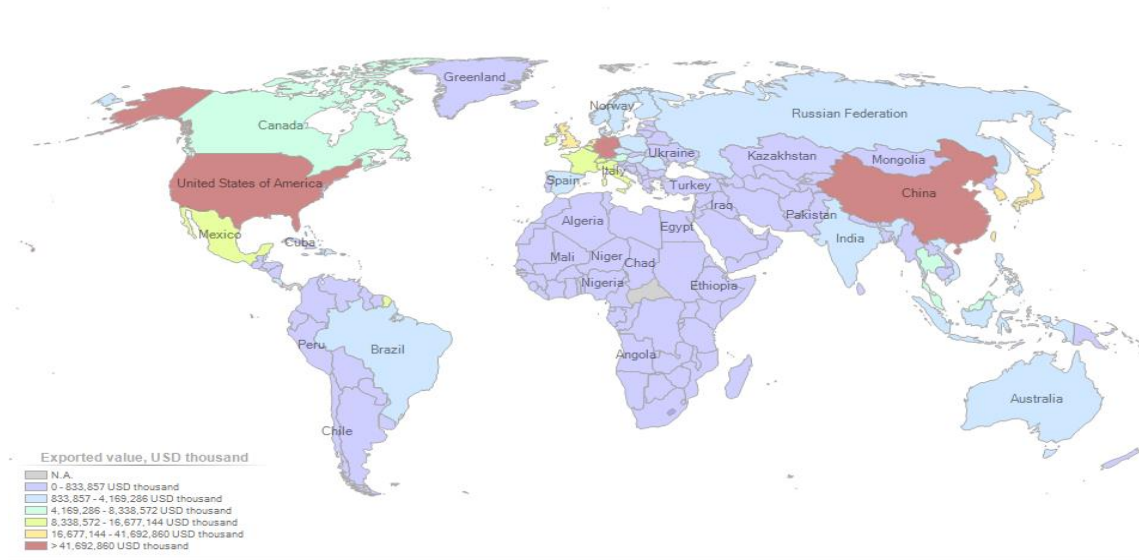 Greenland
Norway
Russian Federation
Canada
Ukraine
Kazakhstan
Mongolia
Italy
Spain
United States of America
Turkey
China
Iraq
Pakistan
Algeria
Egypt
Mexico
India
Cuba
Mali
Niger
Chad
Nigeria
Ethiopia
Peru
Brazil
Angola
Australia
Chile
Exported value, USD thousand
N.A.
0 - 833,857 USD thousand
833,857 - 4,169,286 USD thousand
4,169,286 - 8,338,572 USD thousand
8,338,572 - 16,677,144 USD thousand
16,677,144 - 41,692,860 USD thousand
> 41,692,860 USD thousand